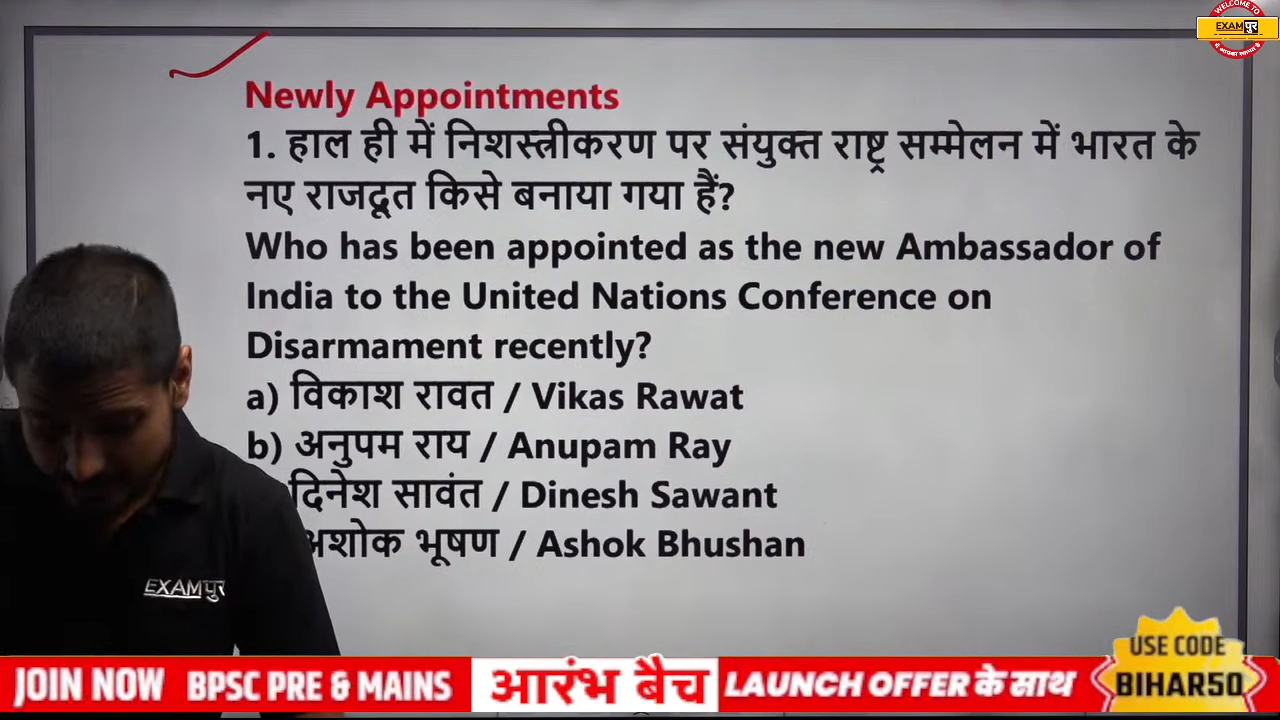 WELCOME TO
EXAMपुर
Newly Appointments
1. हाल ही में निशस्त्रीकरण पर संयुक्त राष्ट्र सम्मेलन में भारत के
नए राजदूत किसे बनाया गया हैं?
Who has been appointed as the new Ambassador of
India to the United Nations Conference on
Disarmament recently?
a) विकाश रावत / Vikas Rawat
b) अनुपम राय / Anupam Ray
दिनेश सावंत / Dinesh Sawant
अशोक भूषण / Ashok Bhushan
EXAMपुर
USE CODE
BIHAR50
JOIN NOW BPSC PRE & MAINS आरंभ बैच LAUNCH OFFER के साथ